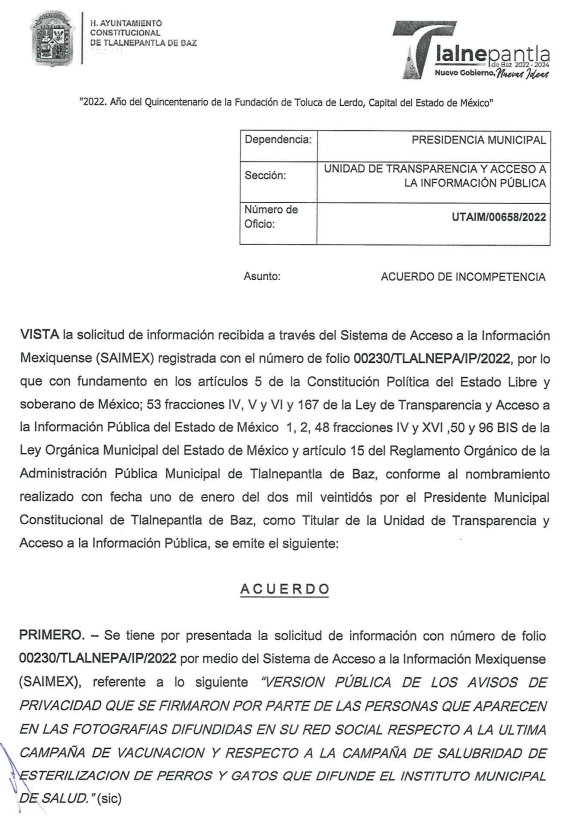 H. AYUNTAMIENTO
CONSTITUCIONAL
DE TLALNEPANTLA DE BAZ
Tlalnepantla
de Baz 2022 - 2024
Nuevo Gobierno, Nuevas Ideas
"2022. Año del Quincentenario de la Fundación de Toluca de Lerdo, Capital del Estado de México"
Dependencia: PRESIDENCIA MUNICIPAL
Sección: UNIDAD DE TRANSPARENCIA Y ACCESO A
LA INFORMACIÓN PÚBLICA
Número de
Oficio: UTAIM/00658/2022
Asunto: ACUERDO DE INCOMPETENCIA
VISTA la solicitud de información recibida a través del Sistema de Acceso a la Información
Mexiquense (SAIMEX) registrada con el número de folio 00230/TLALNEPA/IP/2022, por lo
que con fundamento en los artículos 5 de la Constitución Política del Estado Libre y
soberano de México; 53 fracciones IV, V y VI y 167 de la Ley de Transparencia y Acceso a
la Información Pública del Estado de México 1, 2, 48 fracciones IV y XVI ,50 y 96 BIS de la
Ley Orgánica Municipal del Estado de México y artículo 15 del Reglamento Orgánico de la
Administración Pública Municipal de Tlalnepantla de Baz, conforme al nombramiento
realizado con fecha uno de enero del dos mil veintidós por el Presidente Municipal
Constitucional de Tlalnepantla de Baz, como Titular de la Unidad de Transparencia y
Acceso a la Información Pública, se emite el siguiente:
A C U E R D O
PRIMERO. – Se tiene por presentada la solicitud de información con número de folio
00230/TLALNEPA/IP/2022 por medio del Sistema de Acceso a la Información Mexiquense
(SAIMEX), referente a lo siguiente "VERSION PÚBLICA DE LOS AVISOS DE
PRIVACIDAD QUE SE FIRMARON POR PARTE DE LAS PERSONAS QUE APARECEN
EN LAS FOTOGRAFIAS DIFUNDIDAS EN SU RED SOCIAL RESPECTO A LA ULTIMA
CAMPAÑA DE VACUNACION Y RESPECTO A LA CAMPAÑA DE SALUBRIDAD DE
ESTERILIZACION DE PERROS Y GATOS QUE DIFUNDE EL INSTITUTO MUNICIPAL
DE SALUD."(sic)